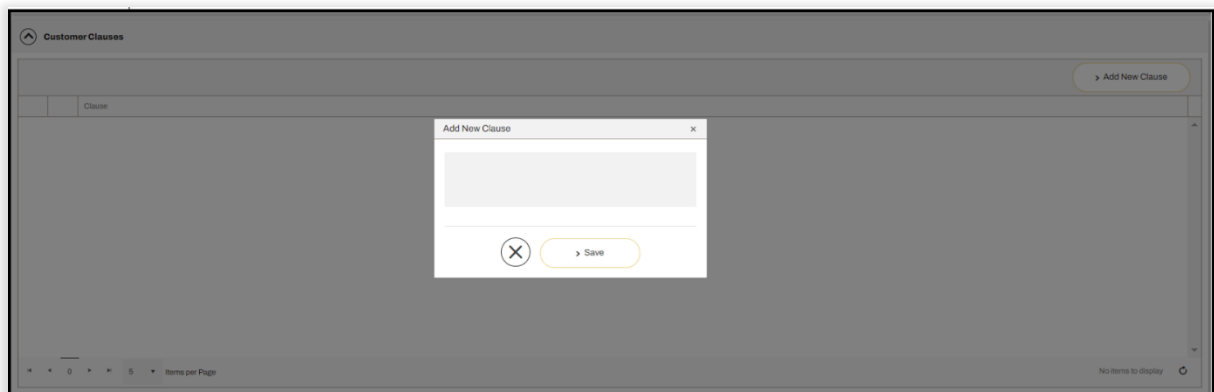 Customer Clauses
› Add New Clause
Clause
Add New Clause ×
› Save
0 5 Items per Page No items to display